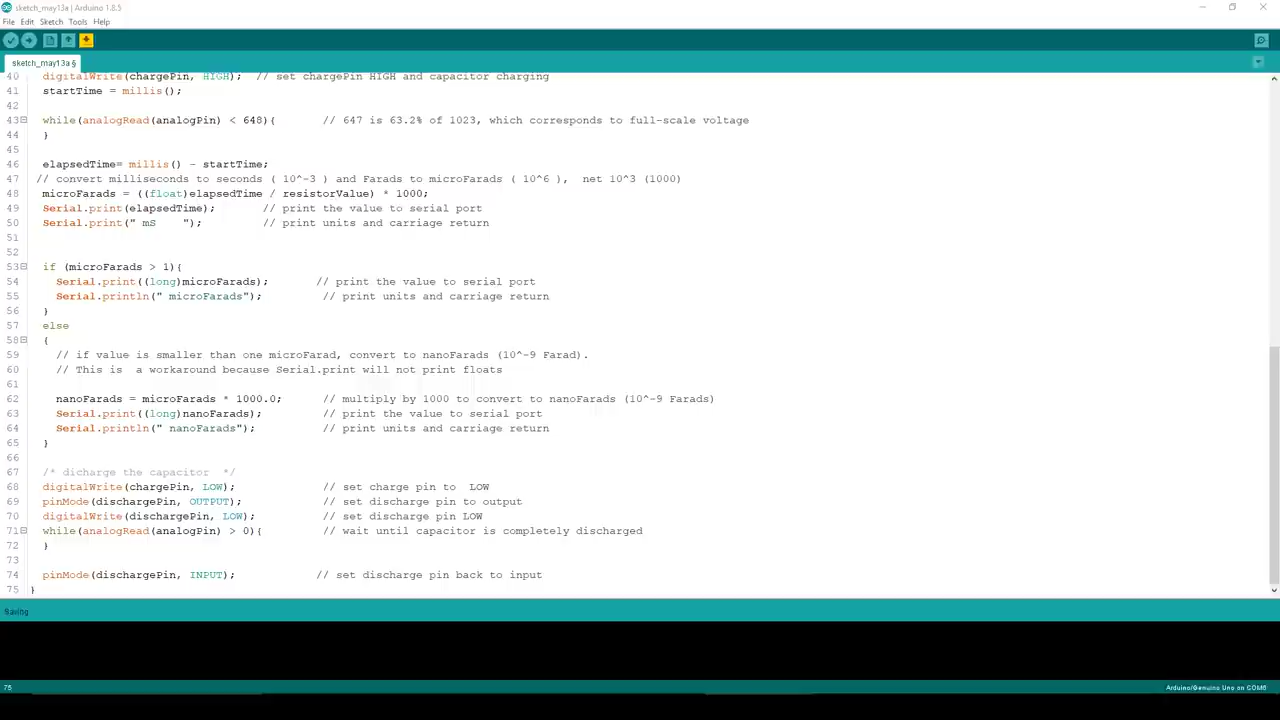 sketch_may13a | Arduino 1.8.5
File Edit Sketch Tools Help
sketch_may13a §
40 digitalWrite(chargePin, HIGH); // set chargePin HIGH and capacitor charging
41 startTime = millis();
42
43 while(analogRead(analogPin) < 648){ // 647 is 63.2% of 1023, which corresponds to full-scale voltage
44 }
45
46 elapsedTime= millis() - startTime;
47 // convert milliseconds to seconds ( 10^-3 ) and Farads to microFarads ( 10^6 ), net 10^3 (1000)
48 microFarads = ((float)elapsedTime / resistorValue) * 1000;
49 Serial.print(elapsedTime); // print the value to serial port
50 Serial.print(" mS    "); // print units and carriage return
51
52
53 if (microFarads > 1){
54 Serial.print((long)microFarads); // print the value to serial port
55 Serial.println(" microFarads"); // print units and carriage return
56 }
57 else
58 {
59 // if value is smaller than one microFarad, convert to nanoFarads (10^-9 Farad).
60 // This is  a workaround because Serial.print will not print floats
61
62 nanoFarads = microFarads * 1000.0; // multiply by 1000 to convert to nanoFarads (10^-9 Farads)
63 Serial.print((long)nanoFarads); // print the value to serial port
64 Serial.println(" nanoFarads"); // print units and carriage return
65 }
66
67 /* dicharge the capacitor  */
68 digitalWrite(chargePin, LOW); // set charge pin to  LOW
69 pinMode(dischargePin, OUTPUT); // set discharge pin to output
70 digitalWrite(dischargePin, LOW); // set discharge pin LOW
71 while(analogRead(analogPin) > 0){ // wait until capacitor is completely discharged
72 }
73
74 pinMode(dischargePin, INPUT); // set discharge pin back to input
75 }
Saving
75 Arduino/Genuino Uno on COM6